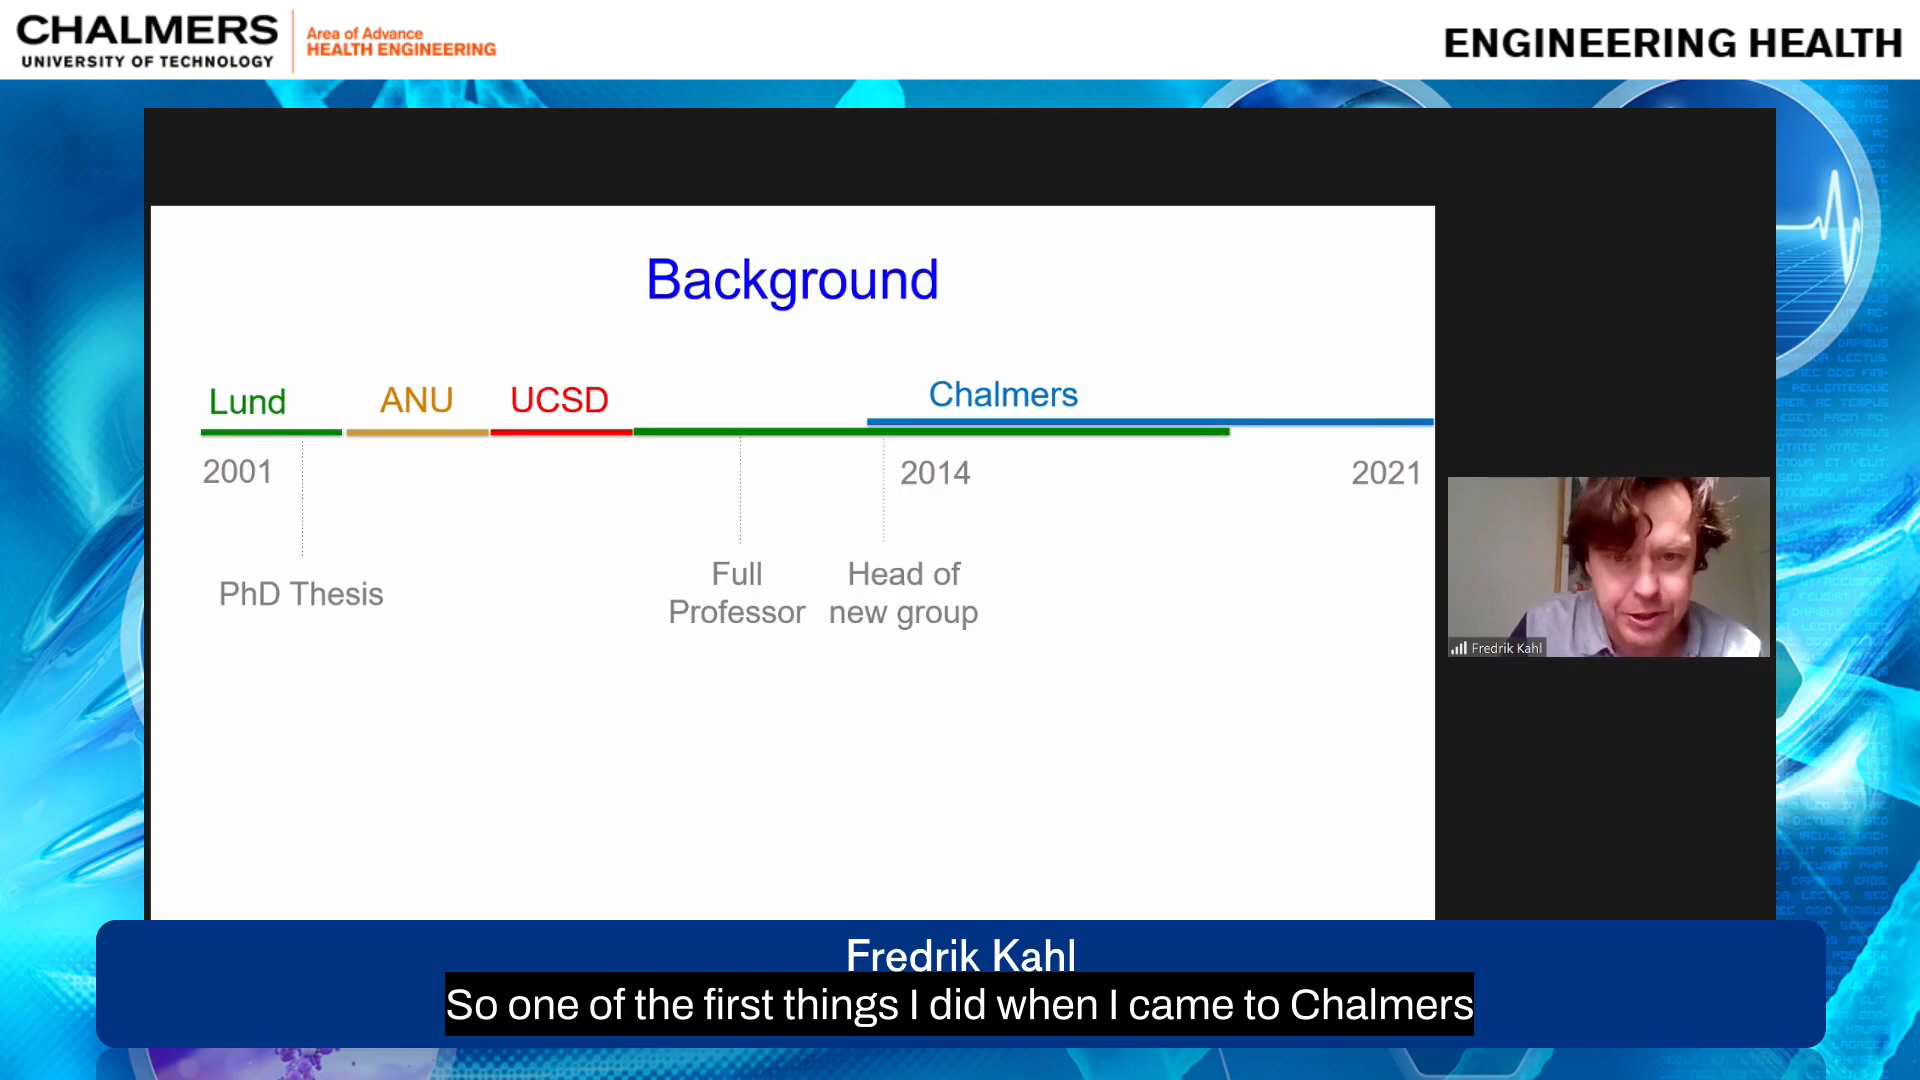 CHALMERS
UNIVERSITY OF TECHNOLOGY
Area of Advance
HEALTH ENGINEERING
ENGINEERING HEALTH
Background
Lund
ANU
UCSD
Chalmers
2001
2014
2021
PhD Thesis
Full
Professor
Head of
new group
Fredrik Kahl
Fredrik Kahl
So one of the first things I did when I came to Chalmers